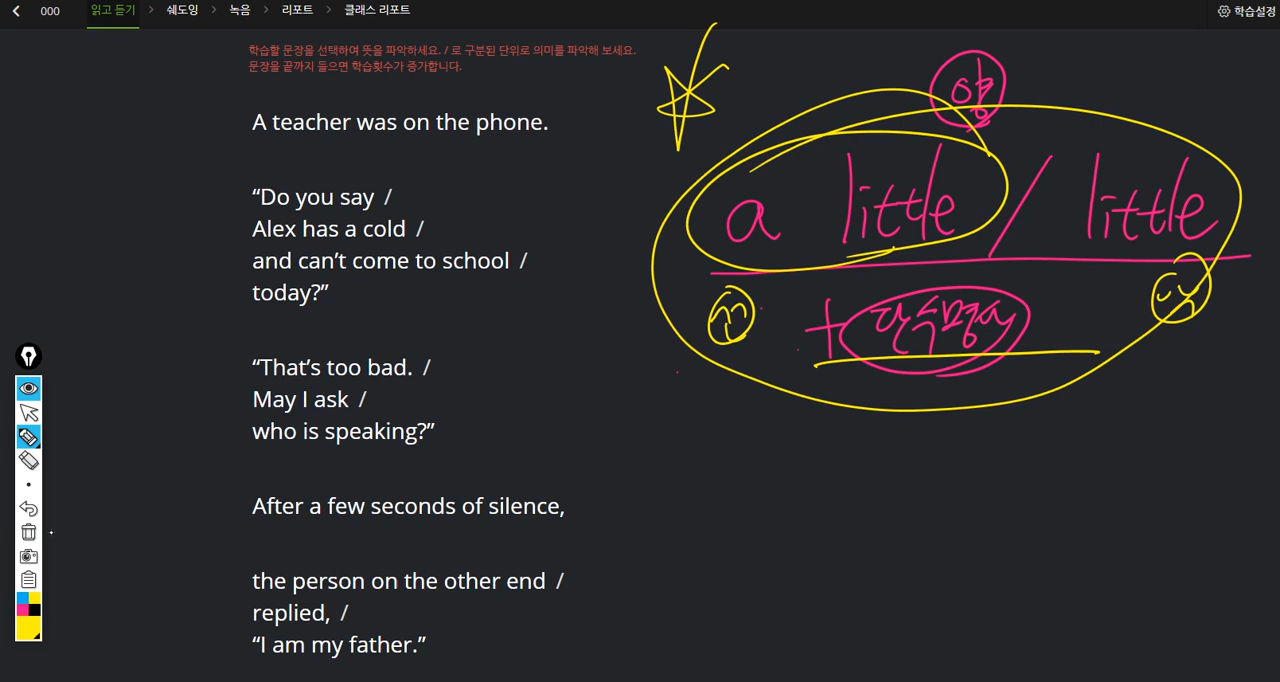 000 읽고 듣기 > 쉐도잉 > 녹음 > 리포트 > 클래스 리포트 학습설정
학습할 문장을 선택하여 뜻을 파악하세요. / 로 구분된 단위로 의미를 파악해 보세요.
문장을 끝까지 들으면 학습횟수가 증가합니다.
A teacher was on the phone.
“Do you say /
Alex has a cold /
and can’t come to school /
today?”
“That’s too bad. /
May I ask /
who is speaking?”
After a few seconds of silence,
the person on the other end /
replied, /
“I am my father.”
양
a little / little